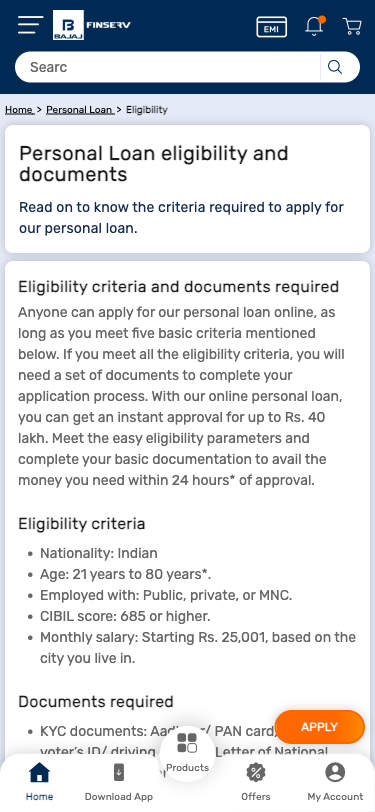 B
BAJAJ
FINSERV
EMI
Searc
Home > Personal Loan > Eligibility
Personal Loan eligibility and
documents
Read on to know the criteria required to apply for
our personal loan.
Eligibility criteria and documents required
Anyone can apply for our personal loan online, as
long as you meet five basic criteria mentioned
below. If you meet all the eligibility criteria, you will
need a set of documents to complete your
application process. With our online personal loan,
you can get an instant approval for up to Rs. 40
lakh. Meet the easy eligibility parameters and
complete your basic documentation to avail the
money you need within 24 hours* of approval.
Eligibility criteria
• Nationality: Indian
• Age: 21 years to 80 years*.
• Employed with: Public, private, or MNC.
• CIBIL score: 685 or higher.
• Monthly salary: Starting Rs. 25,001, based on the
city you live in.
Documents required
• KYC documents: / PAN card,
APPLY
voter's ID/ driving Letter of National
Home
Download App
Products
Offers
My Account